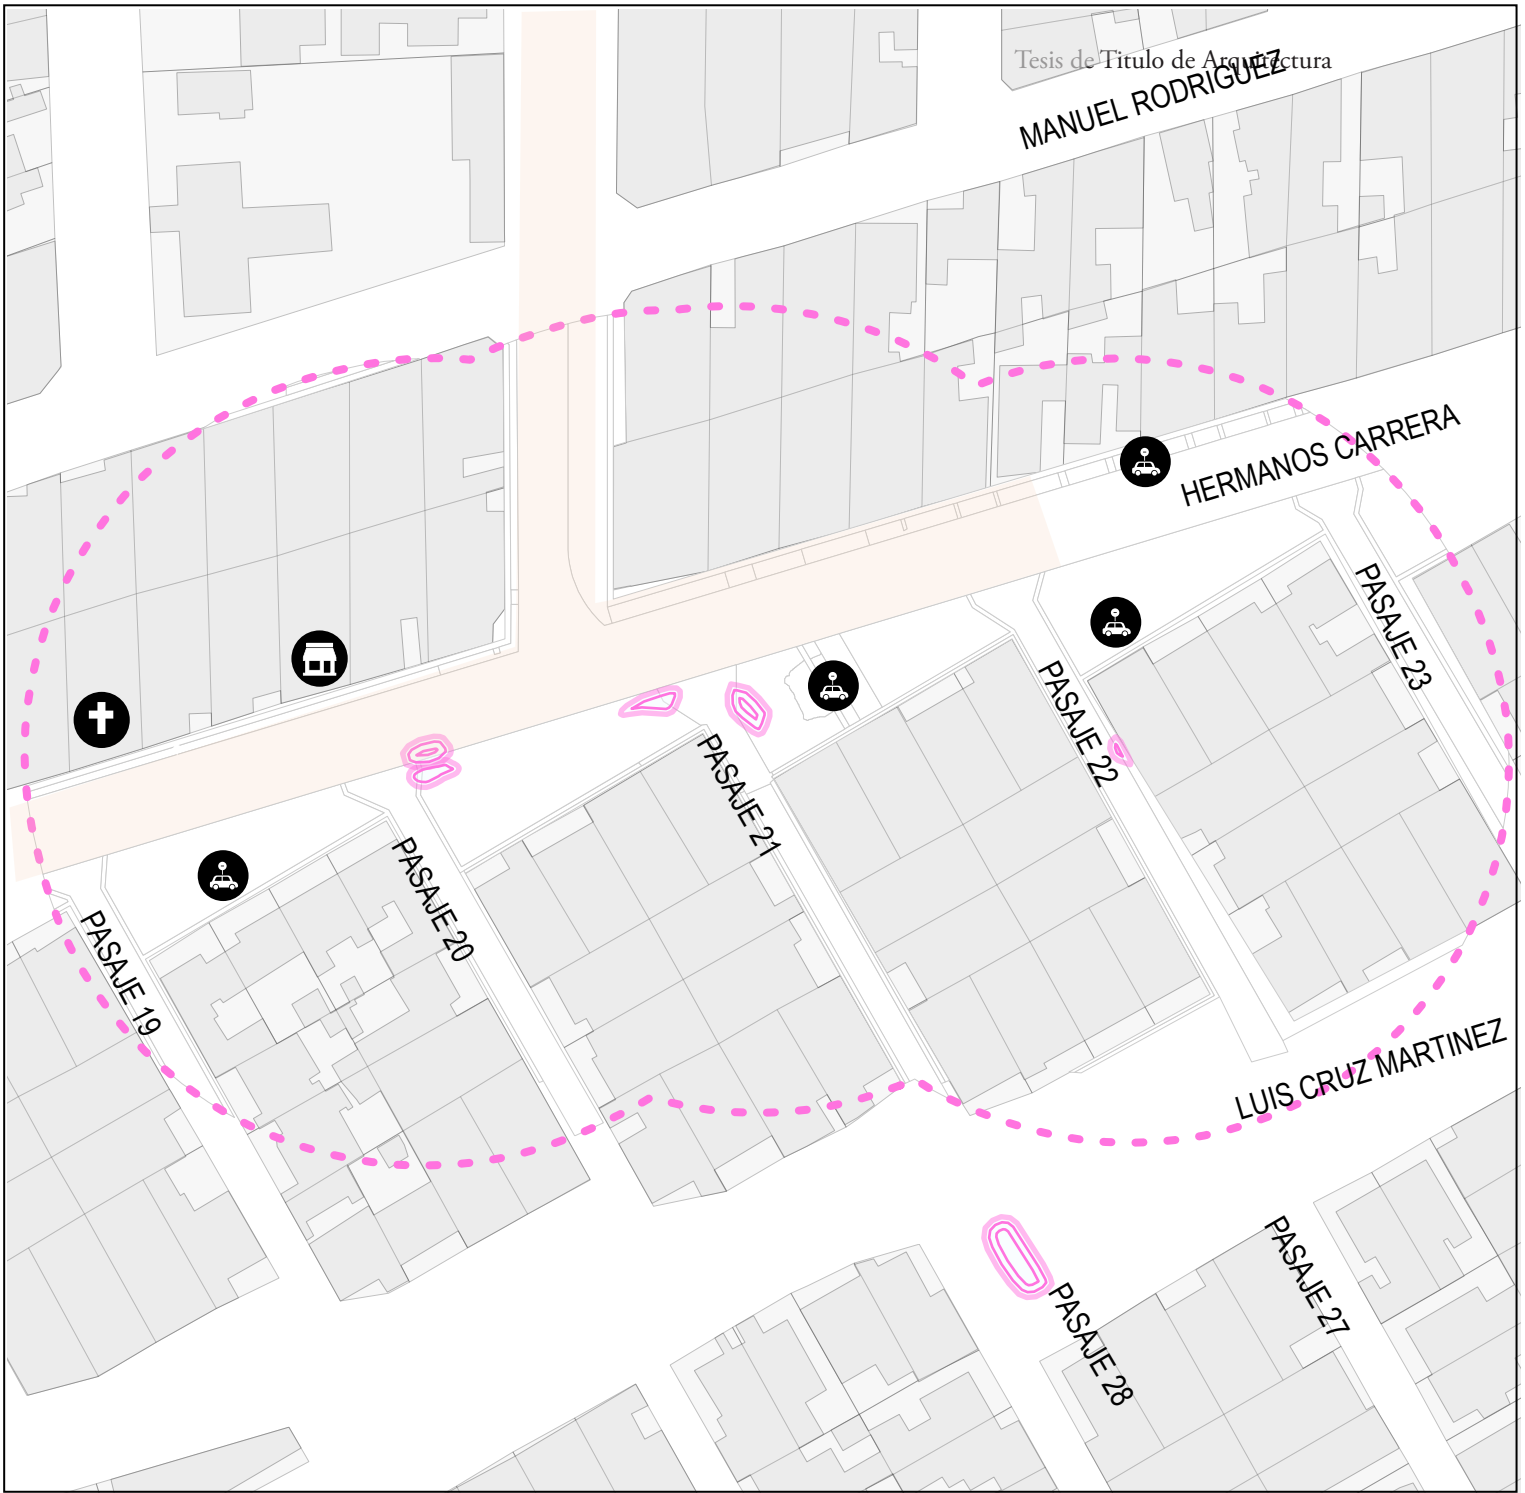 Tesis de Titulo de Arquitectura
MANUEL RODRIGUEZ
HERMANOS CARRERA
PASAJE 23
PASAJE 22
PASAJE 21
PASAJE 20
PASAJE 19
LUIS CRUZ MARTINEZ
PASAJE 27
PASAJE 28